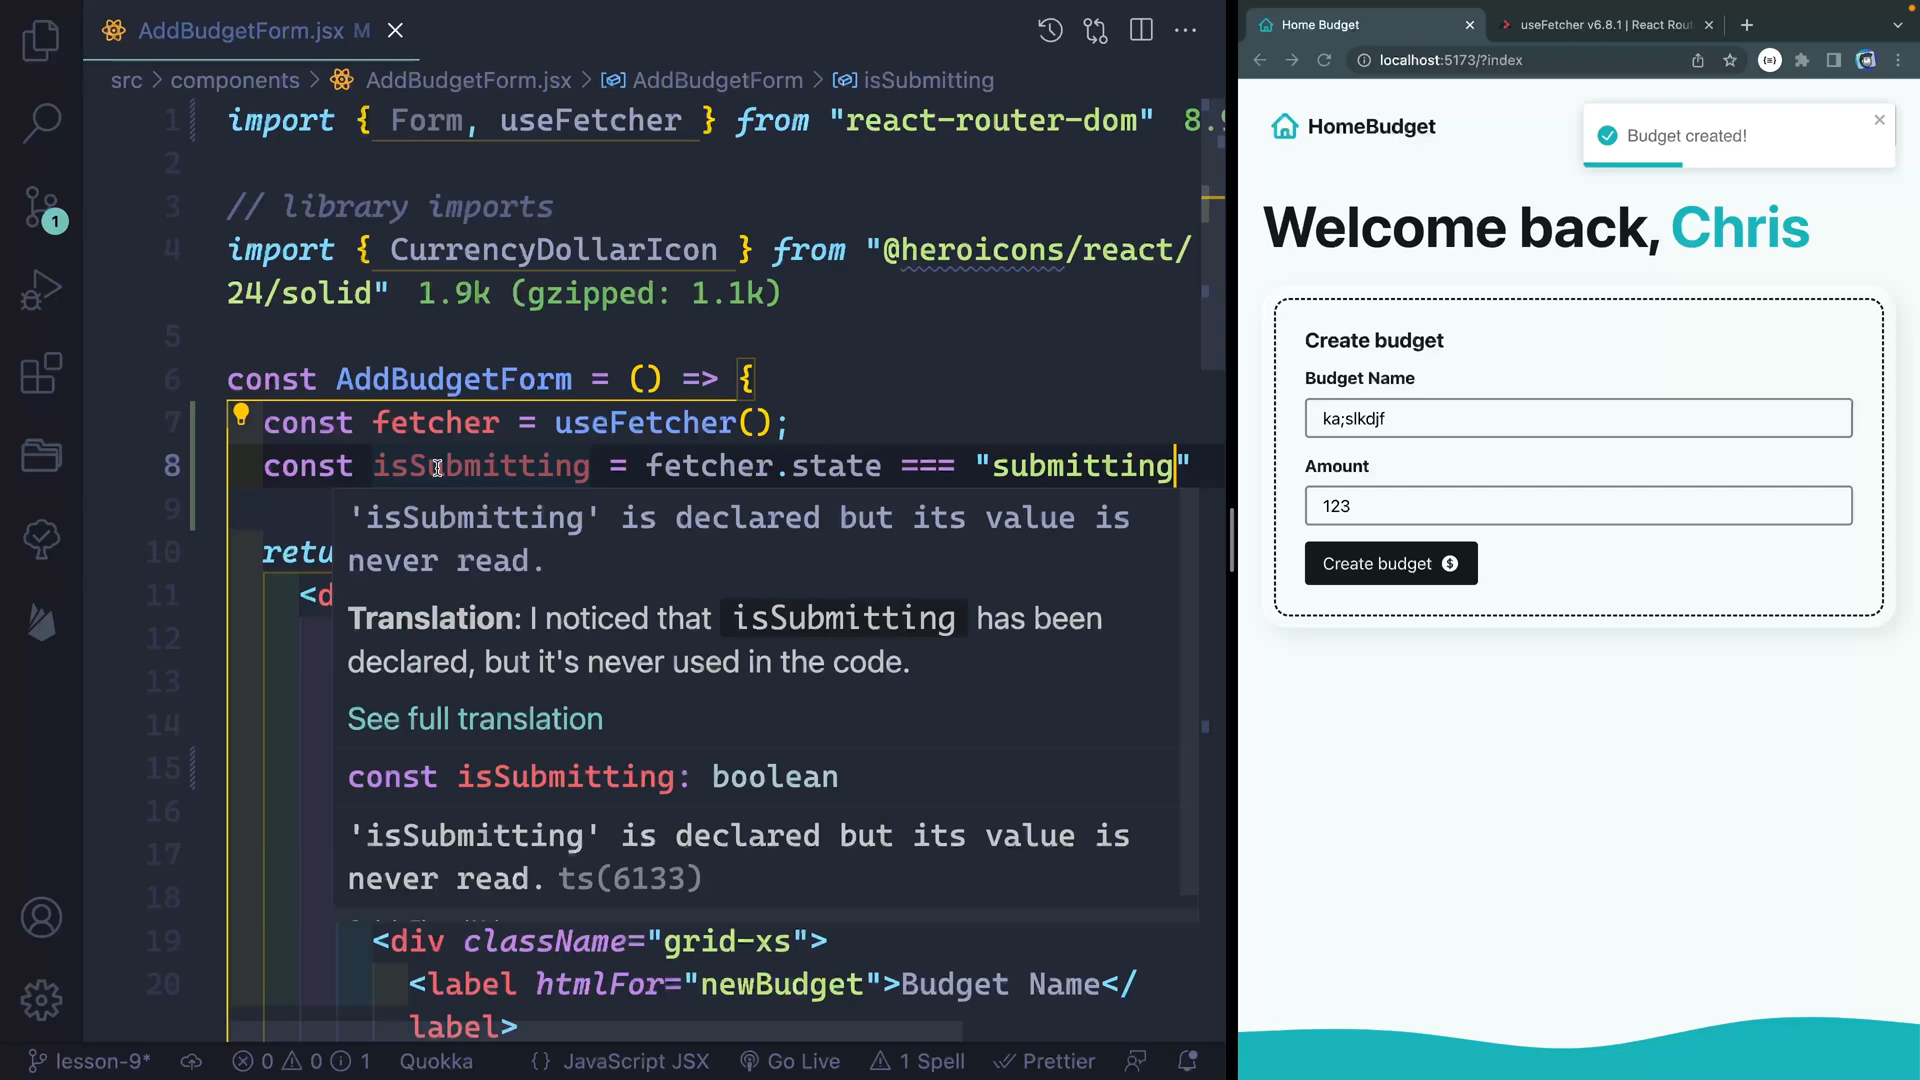 AddBudgetForm.jsx M
src > components > AddBudgetForm.jsx > AddBudgetForm > isSubmitting
1 import { Form, useFetcher } from "react-router-dom" 8.9
2
3 // library imports
4 import { CurrencyDollarIcon } from "@heroicons/react/
24/solid" 1.9k (gzipped: 1.1k)
5
6 const AddBudgetForm = () => {
7 const fetcher = useFetcher();
8 const isSubmitting = fetcher.state === "submitting"
9
10 retu
11 <d
12
13
14
15
16
17
18
'isSubmitting' is declared but its value is
never read.
Translation: I noticed that isSubmitting has been
declared, but it's never used in the code.
See full translation
const isSubmitting: boolean
'isSubmitting' is declared but its value is
never read. ts(6133)
19 <div className="grid-xs">
20 <label htmlFor="newBudget">Budget Name</
label>
1
lesson-9* 0 0 1 Quokka {} JavaScript JSX Go Live 1 Spell Prettier
Home Budget
useFetcher v6.8.1 | React Rou
localhost:5173/?index
HomeBudget
Budget created!
Welcome back, Chris
Create budget
Budget Name
ka;slkdjf
Amount
123
Create budget $